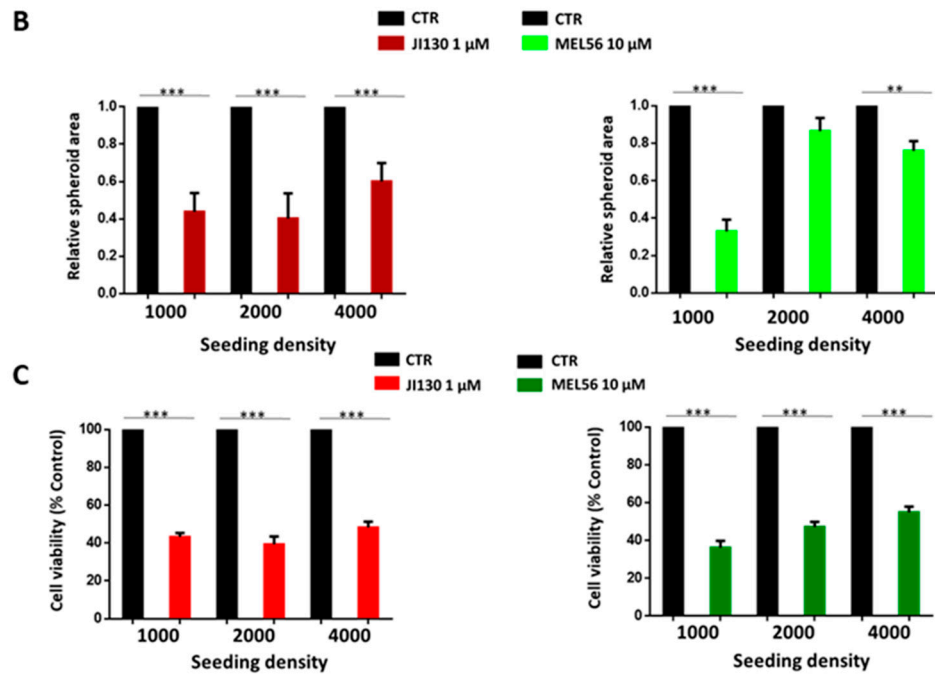 B
CTR
JI130 1 µM
CTR
MEL56 10 µM
*** *** ***
Relative spheroid area
1.0
0.8
0.6
0.4
0.2
0.0
1000 2000 4000
Seeding density
*** **
Relative spheroid area
1.0
0.8
0.6
0.4
0.2
0.0
1000 2000 4000
Seeding density
C
CTR
JI130 1 µM
CTR
MEL56 10 µM
*** *** ***
Cell viability (% Control)
100
80
60
40
20
0
1000 2000 4000
Seeding density
*** *** ***
Cell viability (% Control)
100
80
60
40
20
0
1000 2000 4000
Seeding density